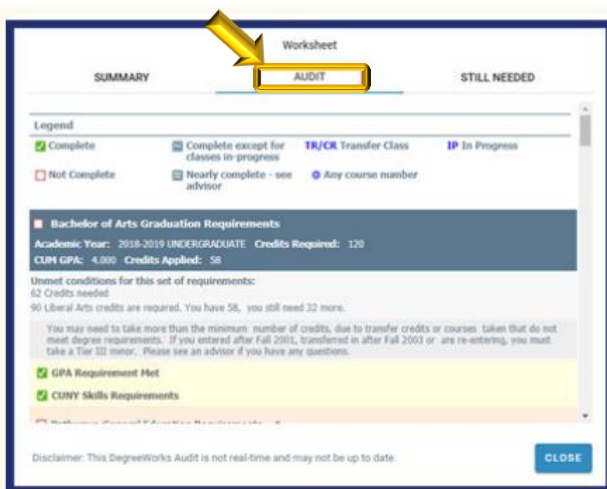 Worksheet
SUMMARY AUDIT STILL NEEDED
Legend
Complete Complete except for classes in-progress TR/CR Transfer Class IP In Progress
Not Complete Nearly complete - see advisor @ Any course number
Bachelor of Arts Graduation Requirements
Academic Year: 2018-2019 UNDERGRADUATE Credits Required: 120
CUM GPA: 4.000 Credits Applied: 58
Unmet conditions for this set of requirements:
62 Credits needed
90 Liberal Arts credits are required. You have 58, you still need 32 more.
You may need to take more than the minimum number of credits, due to transfer credits or courses taken that do not
meet degree requirements. If you entered after Fall 2001, transferred in after Fall 2003 or are re-entering, you must
take a Tier III minor. Please see an advisor if you have any questions.
GPA Requirement Met
CUNY Skills Requirements
Disclaimer: This DegreeWorks Audit is not real-time and may not be up to date.
CLOSE